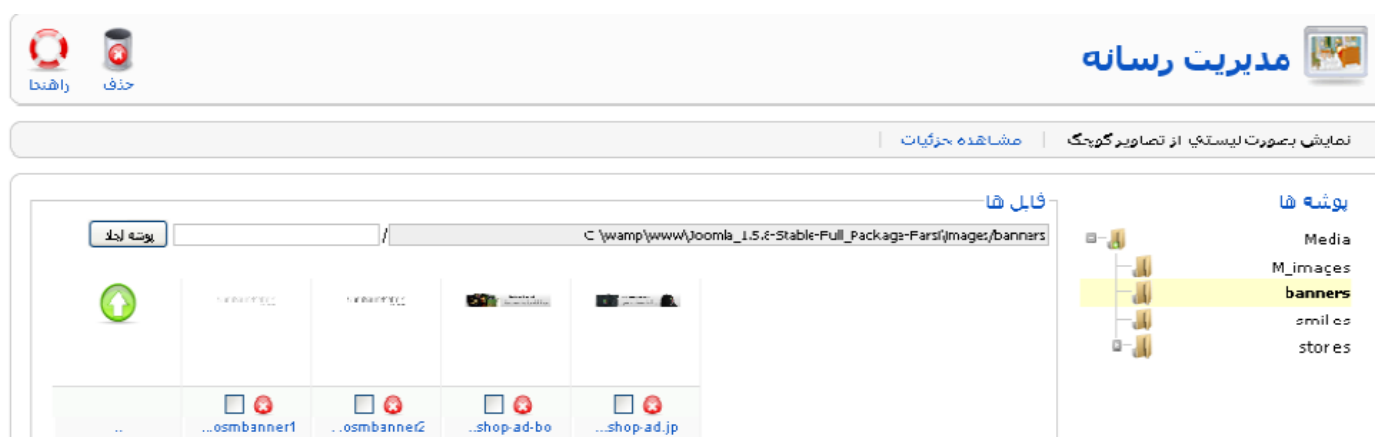 مدیریت رسانه
حذف
راهنما
نمایش بصورت لیستی از تصاویر کوچک | مشاهده جزئیات |
پوشه ها
Media
M_images
banners
smilies
stores
فایل ها
C:\wamp\www\Joomla_1.5.8-Stable-Full_Package-Farsi\images/banners
/
پوشه ایجاد
..
osmbanner1...
osmbanner2...
shop-ad-bo...
shop-ad.jp...